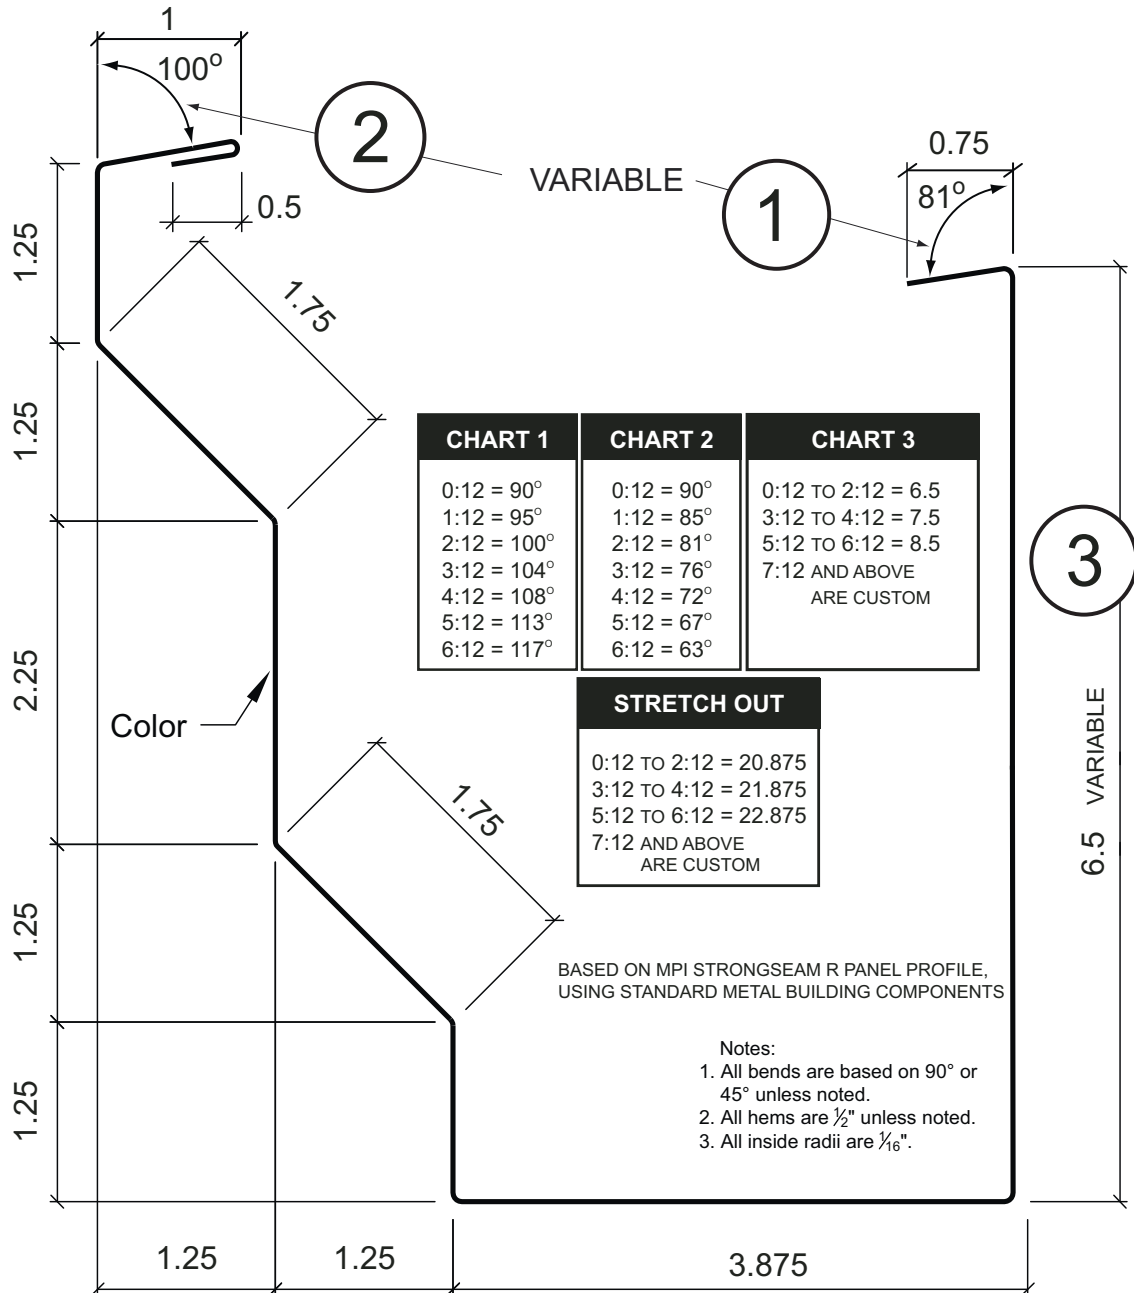 1
100°
2
VARIABLE
1
0.75
81°
0.5
1.25
1.75
1.25
CHART 1
0:12 = 90°
1:12 = 95°
2:12 = 100°
3:12 = 104°
4:12 = 108°
5:12 = 113°
6:12 = 117°
CHART 2
0:12 = 90°
1:12 = 85°
2:12 = 81°
3:12 = 76°
4:12 = 72°
5:12 = 67°
6:12 = 63°
CHART 3
0:12 TO 2:12 = 6.5
3:12 TO 4:12 = 7.5
5:12 TO 6:12 = 8.5
7:12 AND ABOVE
ARE CUSTOM
3
2.25
Color
STRETCH OUT
0:12 TO 2:12 = 20.875
3:12 TO 4:12 = 21.875
5:12 TO 6:12 = 22.875
7:12 AND ABOVE
ARE CUSTOM
6.5 VARIABLE
1.75
1.25
BASED ON MPI STRONGSEAM R PANEL PROFILE,
USING STANDARD METAL BUILDING COMPONENTS
Notes:
1. All bends are based on 90° or
45° unless noted.
2. All hems are ½" unless noted.
3. All inside radii are 1⁄16".
1.25
1.25
1.25
3.875